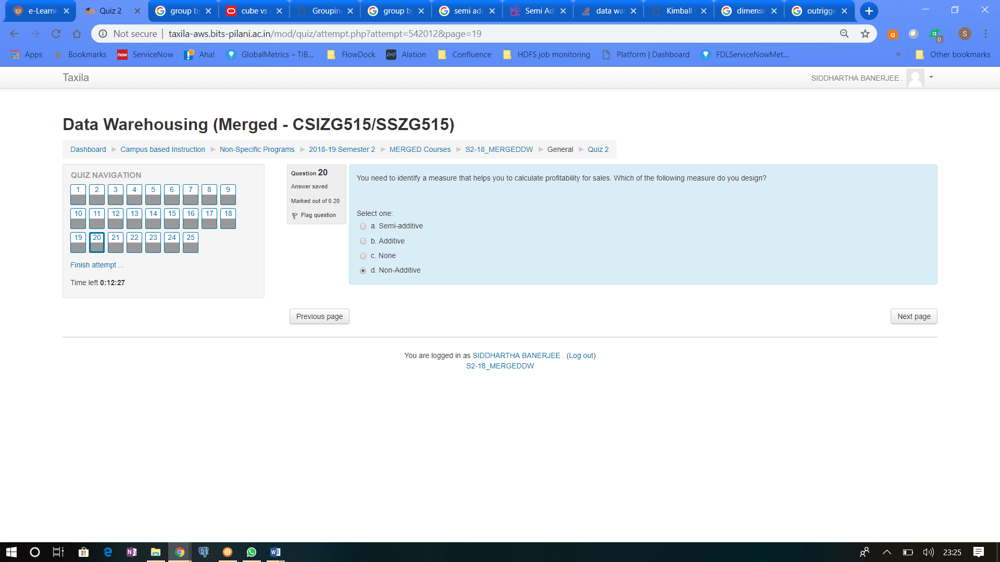 e-Learni
Quiz 2
group b
cube vs
Groupin
group b
semi ad
Semi Ad
data wa
Kimball
dimensi
outrigge
Not secure | taxila-aws.bits-pilani.ac.in/mod/quiz/attempt.php?attempt=542012&page=19
Apps
Bookmarks
now ServiceNow
Aha!
GlobalMetrics – TIB...
FlowDock
Alation
Confluence
HDFS job monitoring
Platform | Dashboard
FDLServiceNowMet...
»
Other bookmarks
Taxila
SIDDHARTHA BANERJEE .
Data Warehousing (Merged - CSIZG515/SSZG515)
Dashboard ▶ Campus based Instruction ▶ Non-Specific Programs ▶ 2018-19 Semester 2 ▶ MERGED Courses ▶ S2-18_MERGEDDW ▶ General ▶ Quiz 2
QUIZ NAVIGATION
1 2 3 4 5 6 7 8 9
10 11 12 13 14 15 16 17 18
19 20 21 22 23 24 25
Finish attempt ...
Time left 0:12:27
Question 20
Answer saved
Marked out of 0.20
Flag question
You need to identify a measure that helps you to calculate profitability for sales. Which of the following measure do you design?
Select one:
a. Semi-additive
b. Additive
c. None
d. Non-Additive
Previous page
Next page
You are logged in as SIDDHARTHA BANERJEE . (Log out)
S2-18_MERGEDDW
23:25